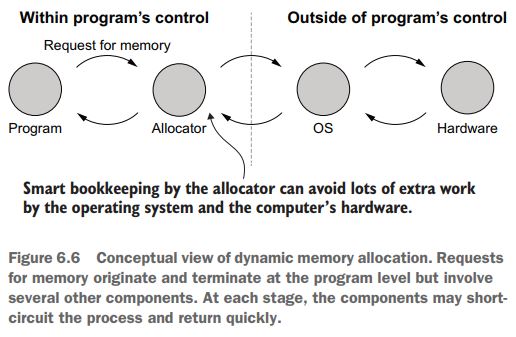 Within program's control
Outside of program's control
Request for memory
Program
Allocator
OS
Hardware
Smart bookkeeping by the allocator can avoid lots of extra work
by the operating system and the computer's hardware.
Figure 6.6 Conceptual view of dynamic memory allocation. Requests
for memory originate and terminate at the program level but involve
several other components. At each stage, the components may short-
circuit the process and return quickly.